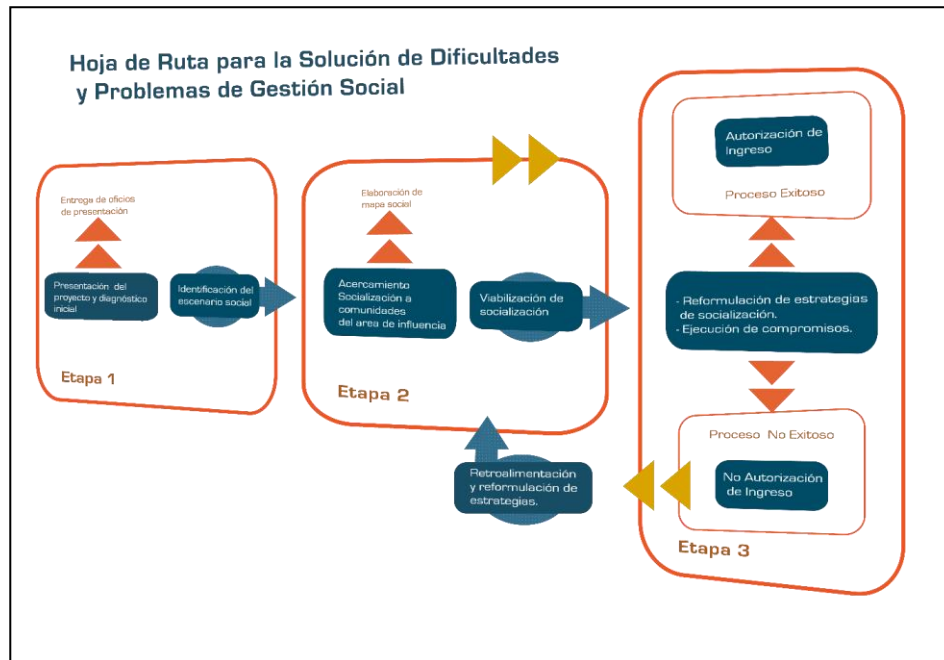 Hoja de Ruta para la Solución de Dificultades
y Problemas de Gestión Social
Entrega de oficios
de presentación
Presentación del
proyecto y diagnóstico
inicial
Identificación del
escenario social
Etapa 1
Elaboración de
mapa social
Acercamiento
Socialización a
comunidades
del area de influencia
Viabilización de
socialización
Etapa 2
Retroalimentación
y reformulación de
estrategias.
Autorización de
Ingreso
Proceso Exitoso
- Reformulación de estrategias
de socialización.
- Ejecución de compromisos.
Proceso No Exitoso
No Autorización
de Ingreso
Etapa 3